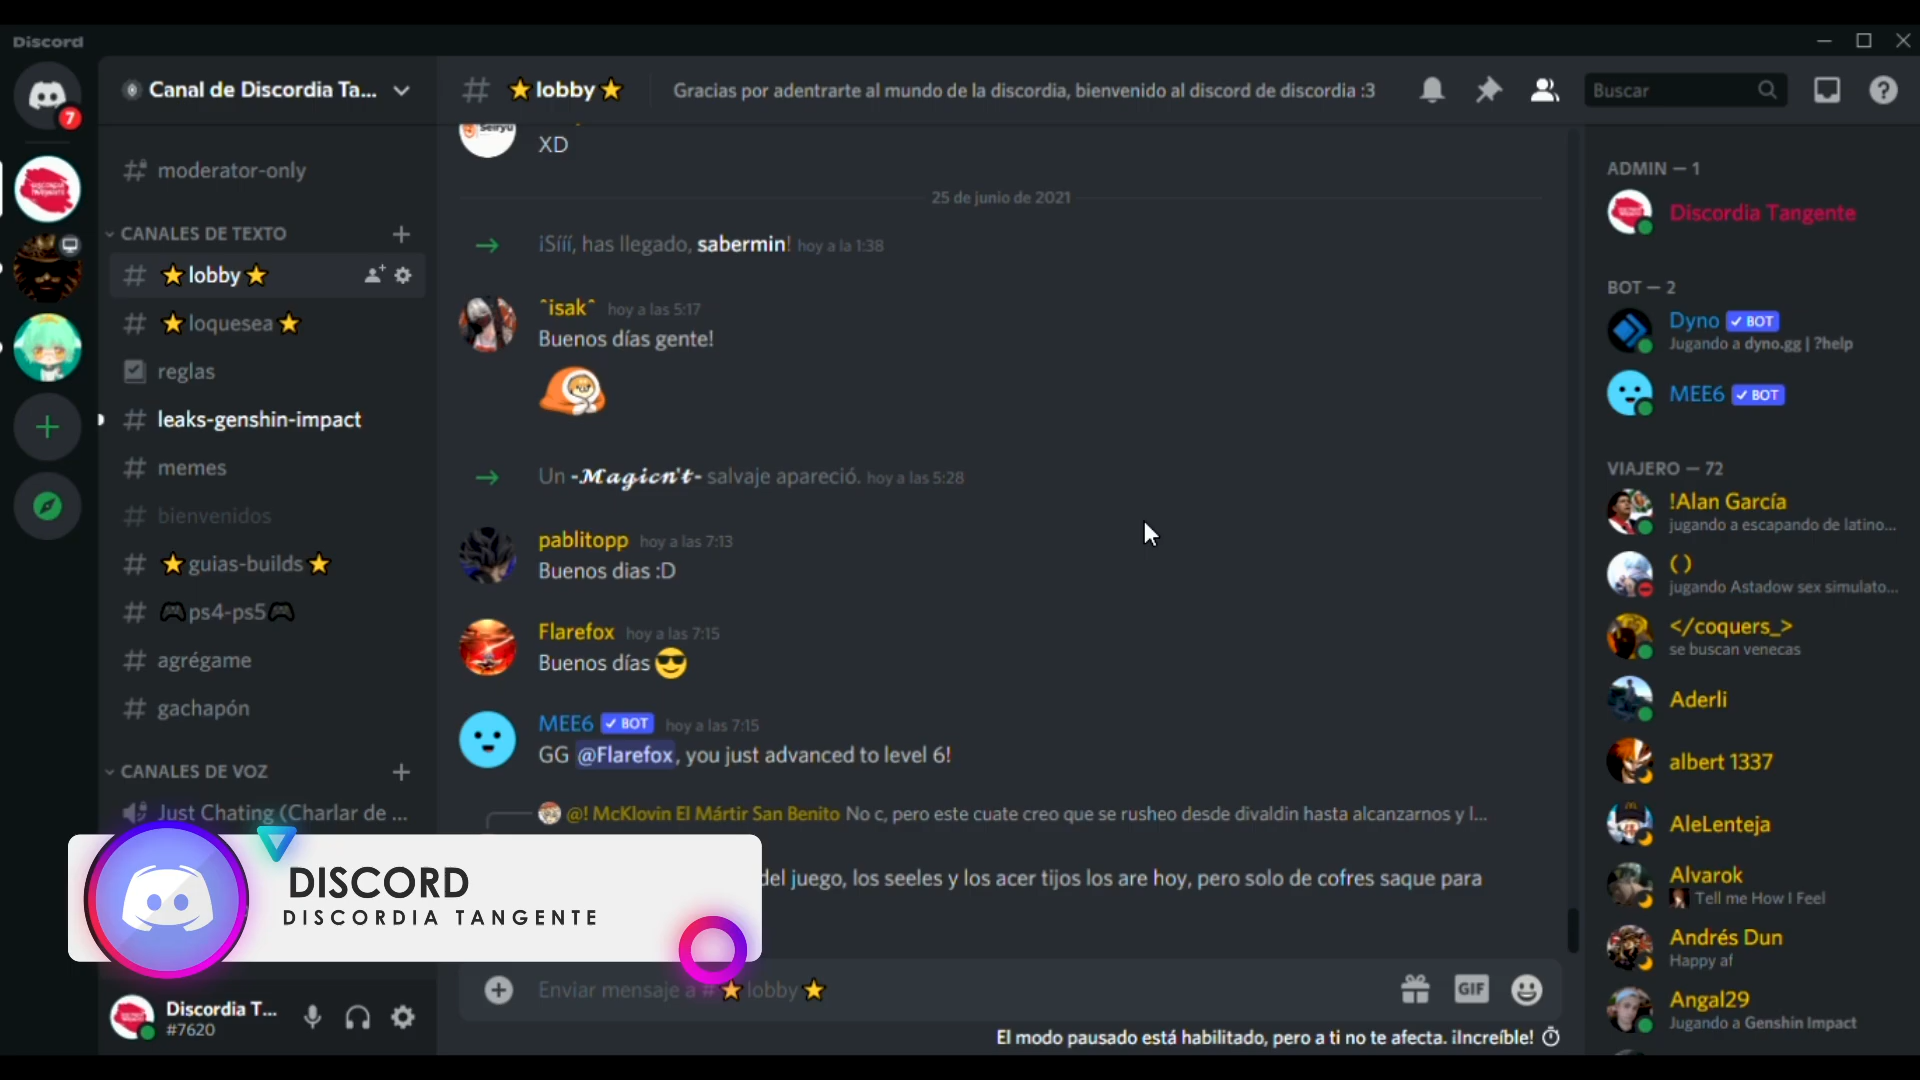 Discord
Canal de Discordia Ta...
7
moderator-only
CANALES DE TEXTO
⭐lobby⭐
⭐loquesea⭐
reglas
leaks-genshin-impact
memes
bienvenidos
⭐guias-builds⭐
🎮ps4-ps5🎮
agrégame
gachapón
CANALES DE VOZ
Just Chating (Charlar de ...
DISCORD
DISCORDIA TANGENTE
Discordia T...
#7620
⭐lobby⭐
Gracias por adentrarte al mundo de la discordia, bienvenido al discord de discordia :3
Buscar
XD
25 de junio de 2021
¡Sííí, has llegado, sabermin! hoy a la 1:38
^isak^ hoy a las 5:17
Buenos días gente!
Un -𝓜𝓪𝓰𝓲𝓬𝓷'𝓽- salvaje apareció. hoy a las 5:28
pablitopp hoy a las 7:13
Buenos dias :D
Flarefox hoy a las 7:15
Buenos días😎
MEE6 ✓ BOT hoy a las 7:15
GG @Flarefox, you just advanced to level 6!
@! McKlovin El Mártir San Benito No c, pero este cuate creo que se rusheo desde divaldin hasta alcanzarnos y l...
del juego, los seeles y los acer tijos los are hoy, pero solo de cofres saque para
Enviar mensaje a #⭐lobby⭐
GIF
El modo pausado está habilitado, pero a ti no te afecta. ¡Increíble!
ADMIN — 1
Discordia Tangente
BOT — 2
Dyno ✓ BOT
Jugando a dyno.gg | ?help
MEE6 ✓ BOT
VIAJERO — 72
!Alan García
jugando a escapando de latino...
( )
jugando Astadow sex simulato...
</coquers_>
se buscan venecas
Aderli
albert 1337
AleLenteja
Alvarok
Tell me How I Feel
Andrés Dun
Happy af
Angal29
Jugando a Genshin Impact